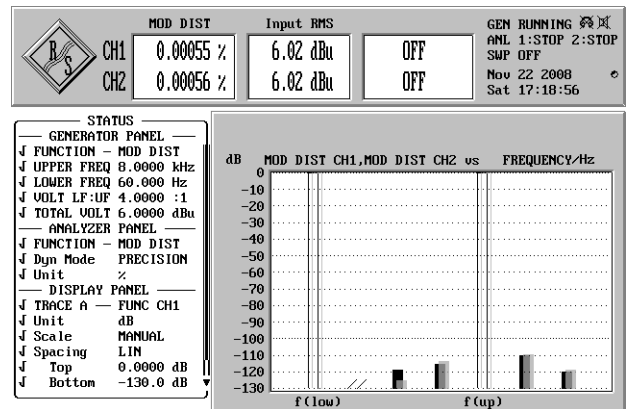 MOD DIST Input RMS
R&S CH1 0.00055 % 6.02 dBu OFF
CH2 0.00056 % 6.02 dBu OFF
GEN RUNNING
ANL 1:STOP 2:STOP
SWP OFF
Nov 22 2008
Sat 17:18:56
STATUS
GENERATOR PANEL
FUNCTION - MOD DIST
UPPER FREQ 8.0000 kHz
LOWER FREQ 60.000 Hz
VOLT LF:UF 4.0000 :1
TOTAL VOLT 6.0000 dBu
ANALYZER PANEL
FUNCTION - MOD DIST
Dyn Mode PRECISION
Unit %
DISPLAY PANEL
TRACE A — FUNC CH1
Unit dB
Scale MANUAL
Spacing LIN
Top 0.0000 dB
Bottom -130.0 dB
dB MOD DIST CH1,MOD DIST CH2 vs FREQUENCY/Hz
0
-10
-20
-30
-40
-50
-60
-70
-80
-90
-100
-110
-120
-130
f(low) f(up)